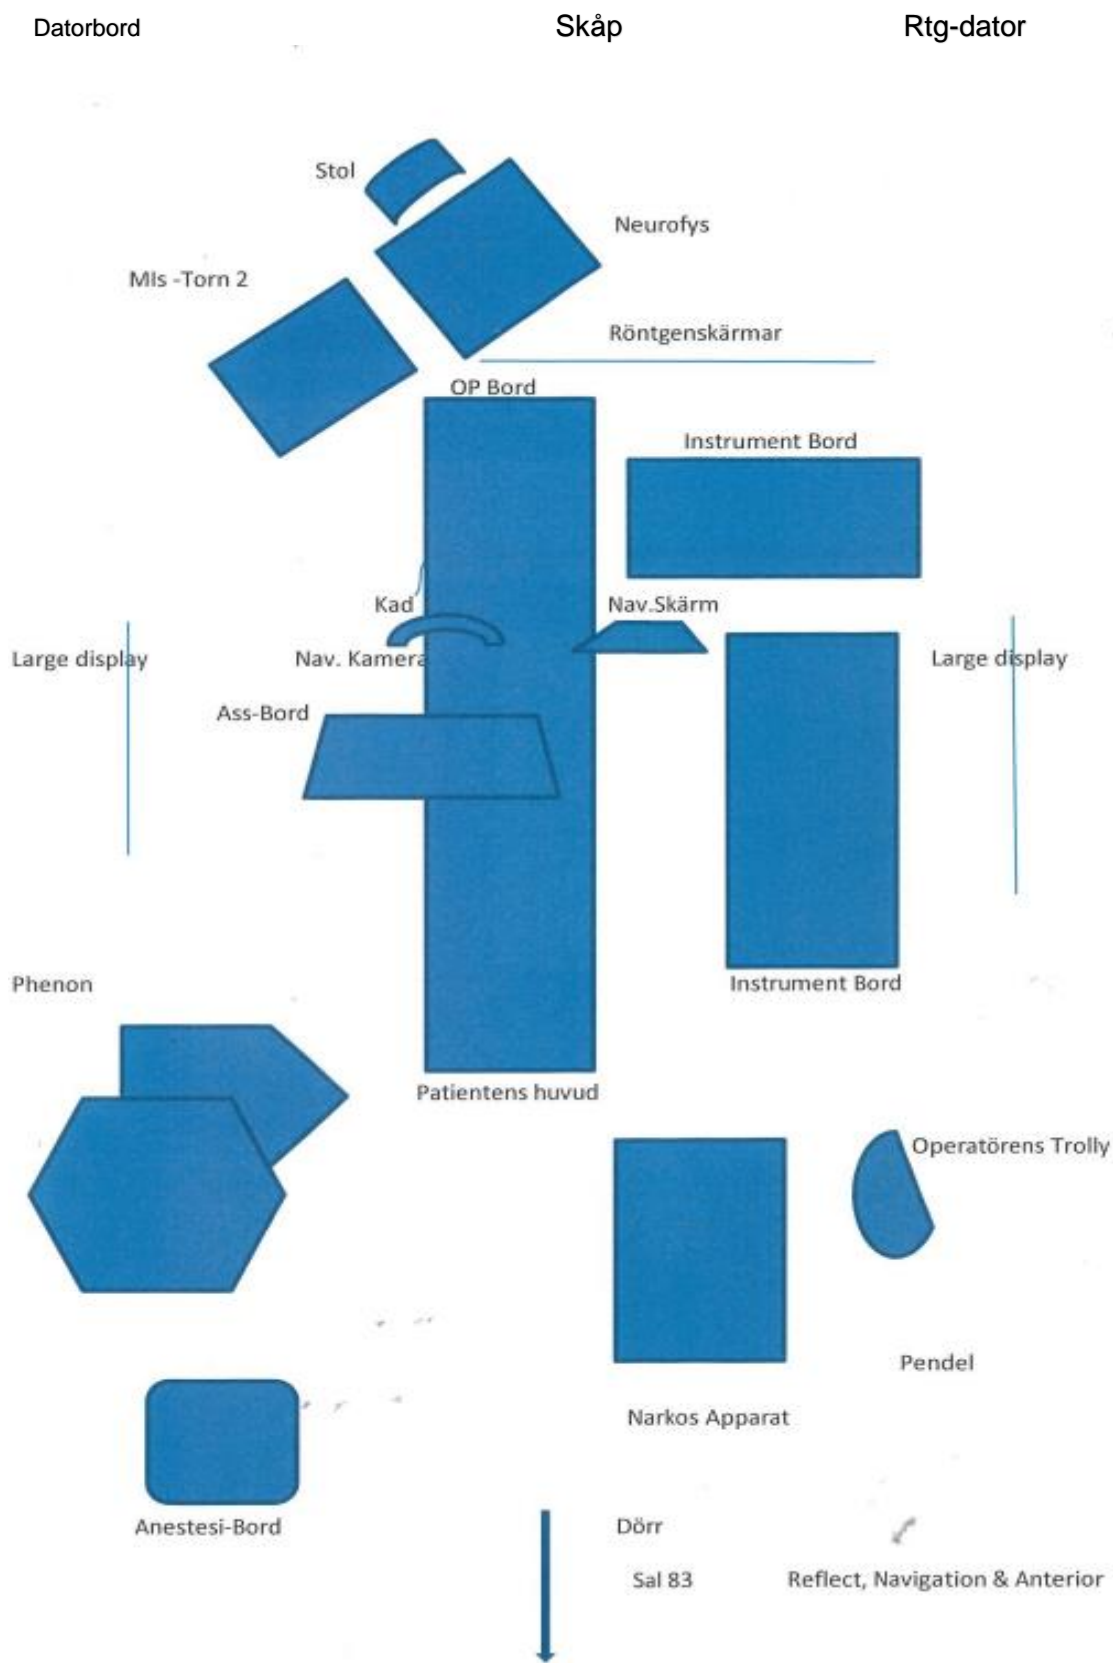 Datorbord
Skåp
Rtg-dator
Stol
Neurofys
MIs -Torn 2
Röntgenskärmar
OP Bord
Instrument Bord
Kad
Nav.Skärm
Large display
Nav. Kamera
Large display
Ass-Bord
Phenon
Instrument Bord
Patientens huvud
Operatörens Trolly
Pendel
Narkos Apparat
Anestesi-Bord
Dörr
Sal 83
Reflect, Navigation & Anterior